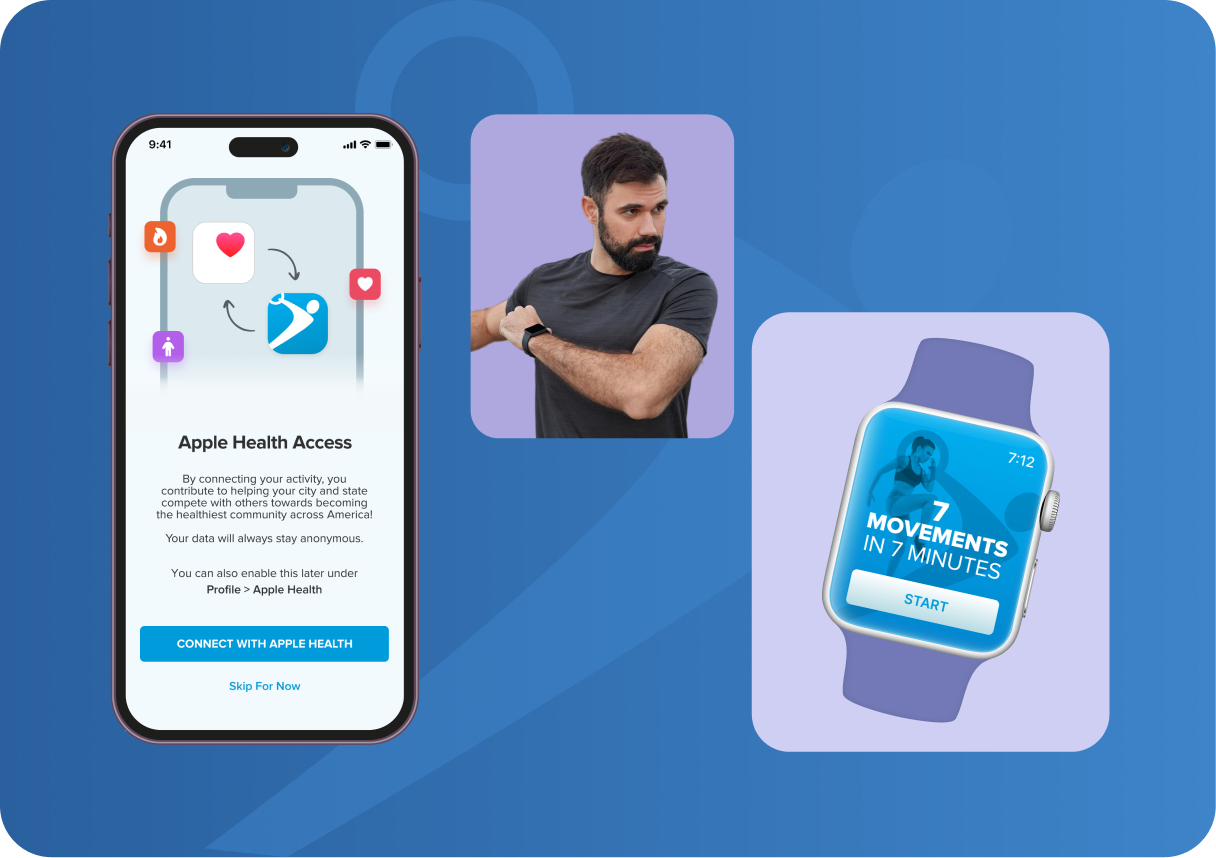 9:41
Apple Health Access
By connecting your activity, you
contribute to helping your city and state
compete with others towards becoming
the healthiest community across America!
Your data will always stay anonymous.
You can also enable this later under
Profile > Apple Health
CONNECT WITH APPLE HEALTH
Skip For Now
7:12
7
MOVEMENTS
IN 7 MINUTES
START